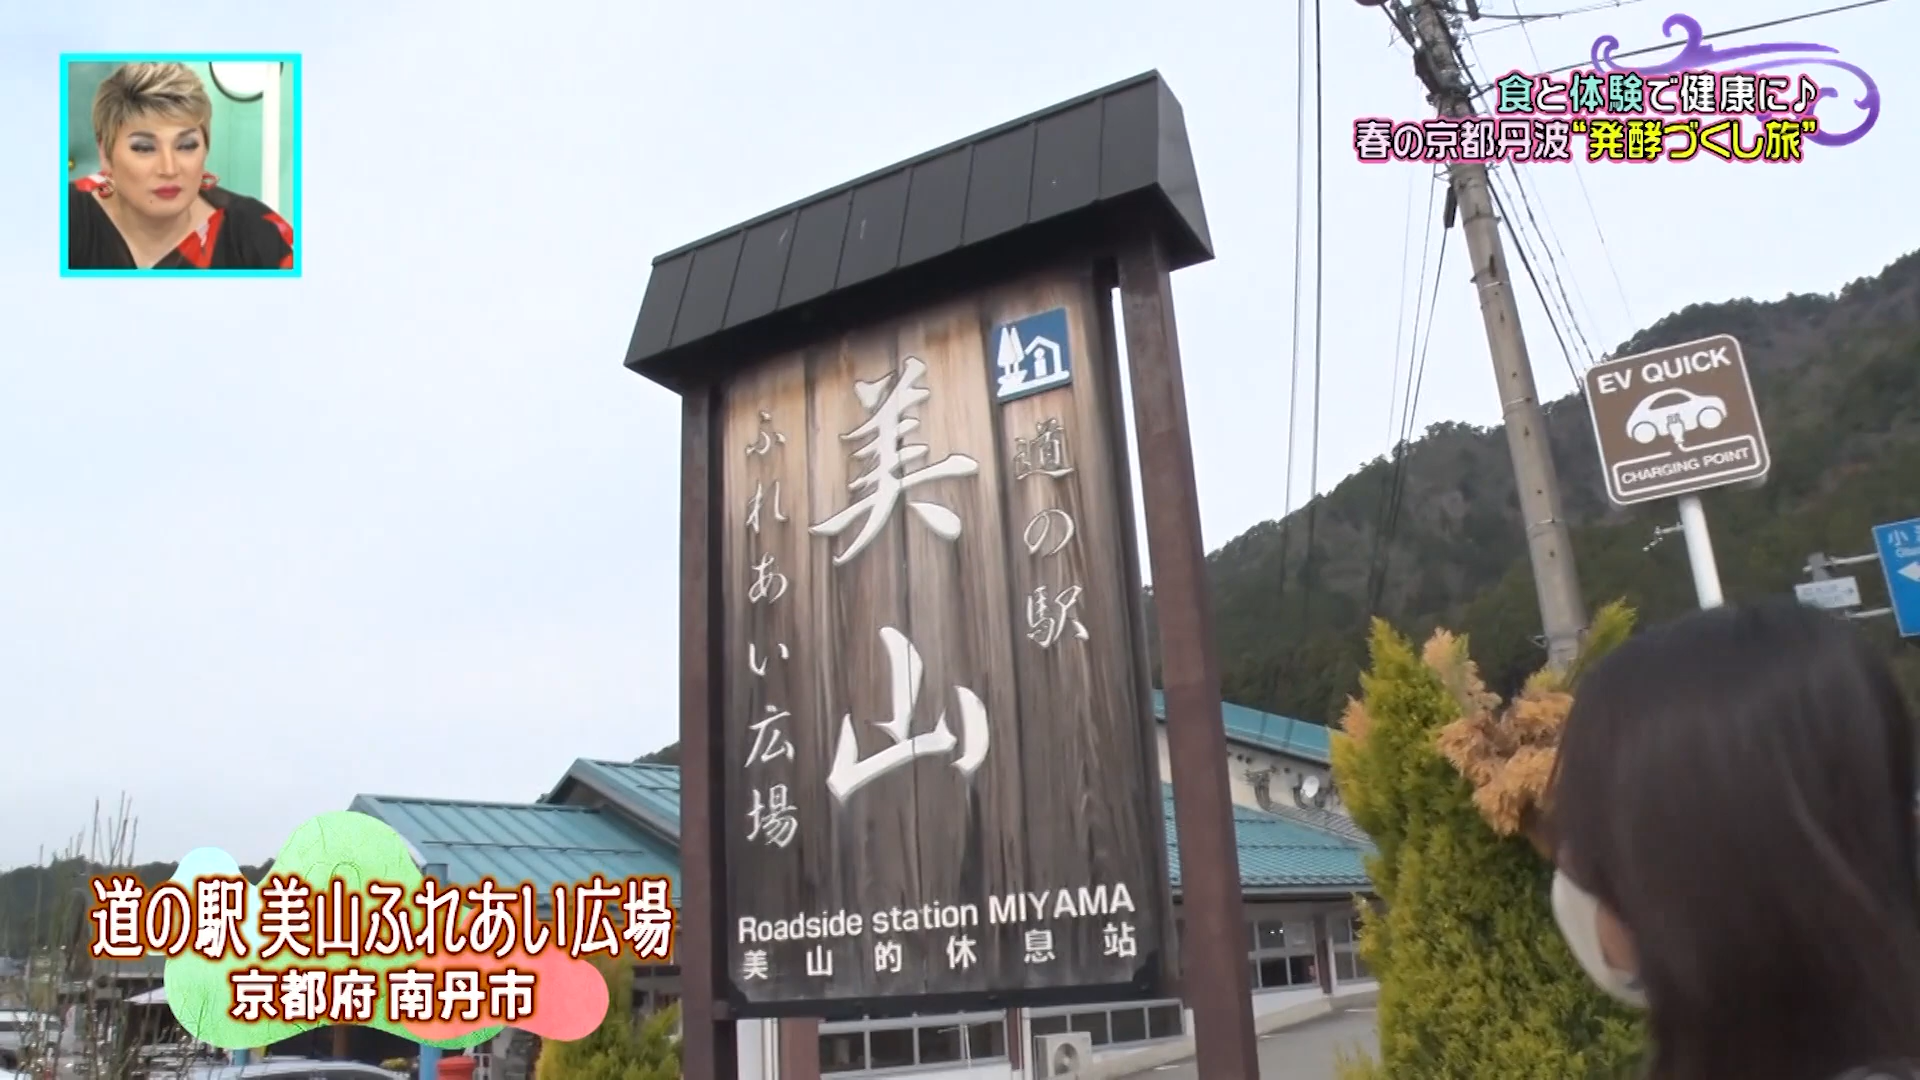 食と体験で健康に♪
春の京都丹波“発酵づくし旅”
道の駅
美山
ふれあい広場
Roadside station MIYAMA
美山的休息站
EV QUICK
CHARGING POINT
道の駅 美山ふれあい広場
京都府 南丹市